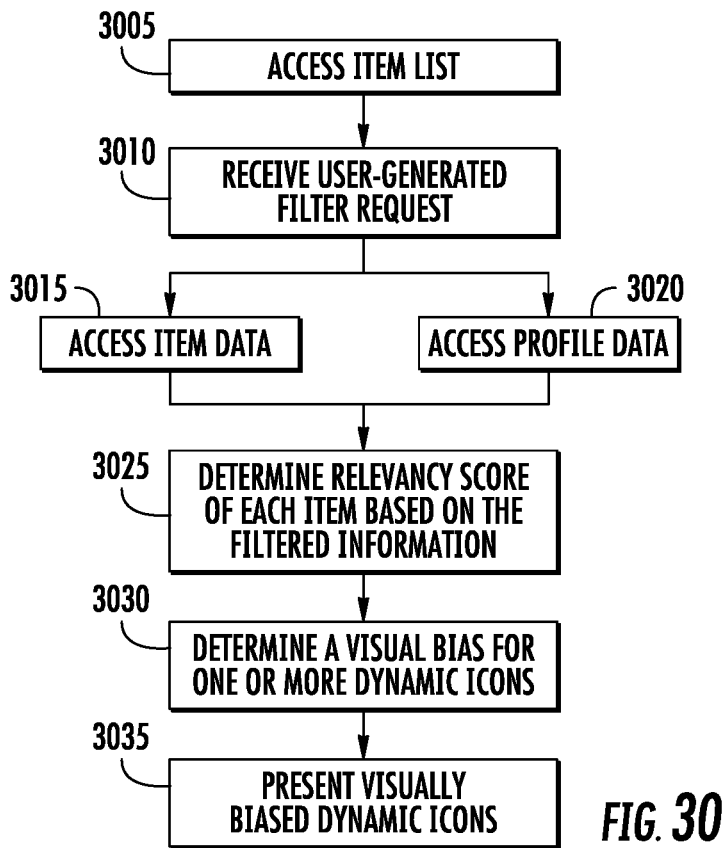 3005
ACCESS ITEM LIST
3010
RECEIVE USER-GENERATED
FILTER REQUEST
3015
ACCESS ITEM DATA
3020
ACCESS PROFILE DATA
3025
DETERMINE RELEVANCY SCORE
OF EACH ITEM BASED ON THE
FILTERED INFORMATION
3030
DETERMINE A VISUAL BIAS FOR
ONE OR MORE DYNAMIC ICONS
3035
PRESENT VISUALLY
BIASED DYNAMIC ICONS
FIG. 30